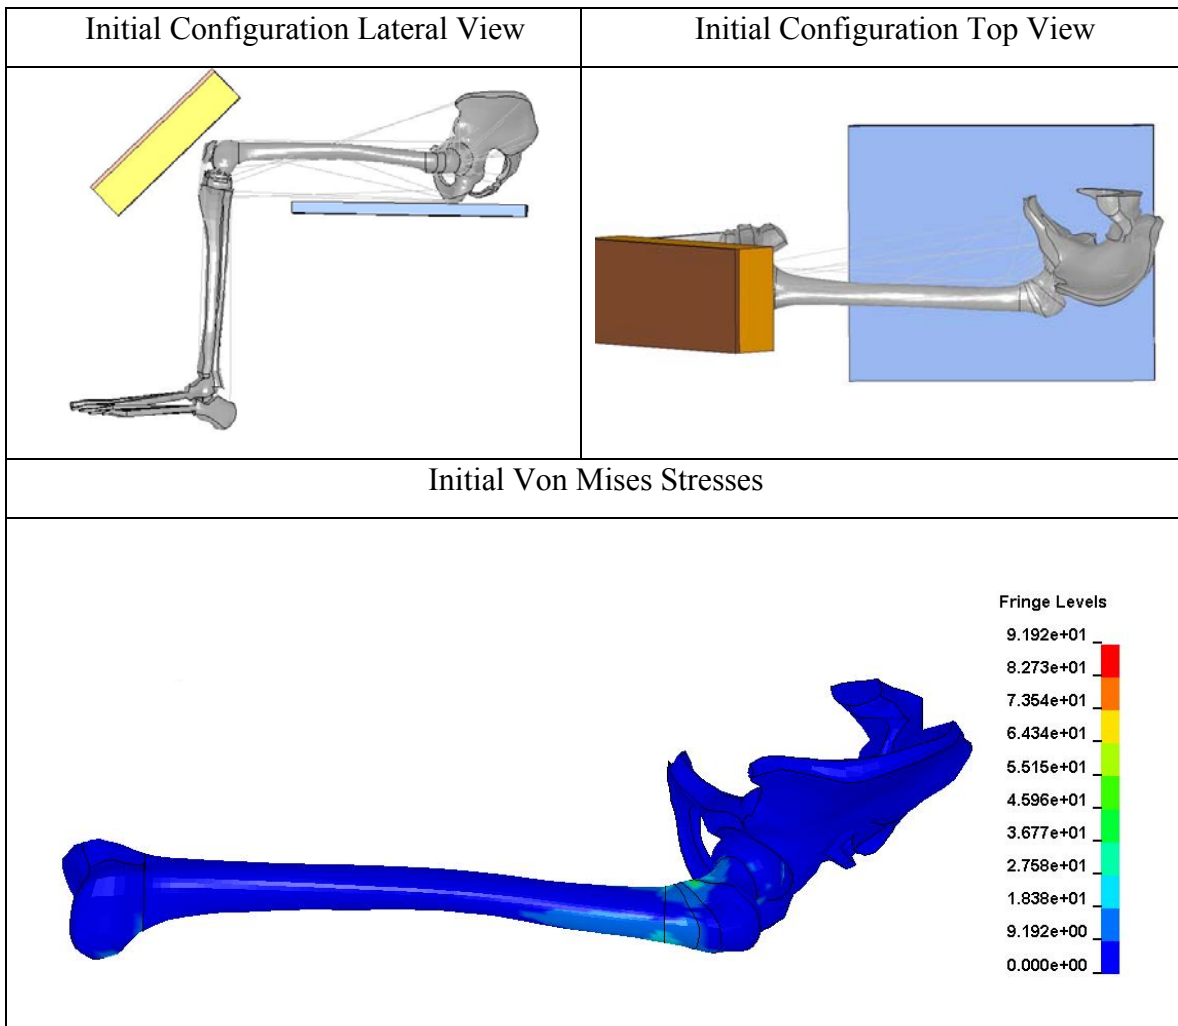 Initial Configuration Lateral View
Initial Configuration Top View
Initial Von Mises Stresses
Fringe Levels
9.192e+01
8.273e+01
7.354e+01
6.434e+01
5.515e+01
4.596e+01
3.677e+01
2.758e+01
1.838e+01
9.192e+00
0.000e+00